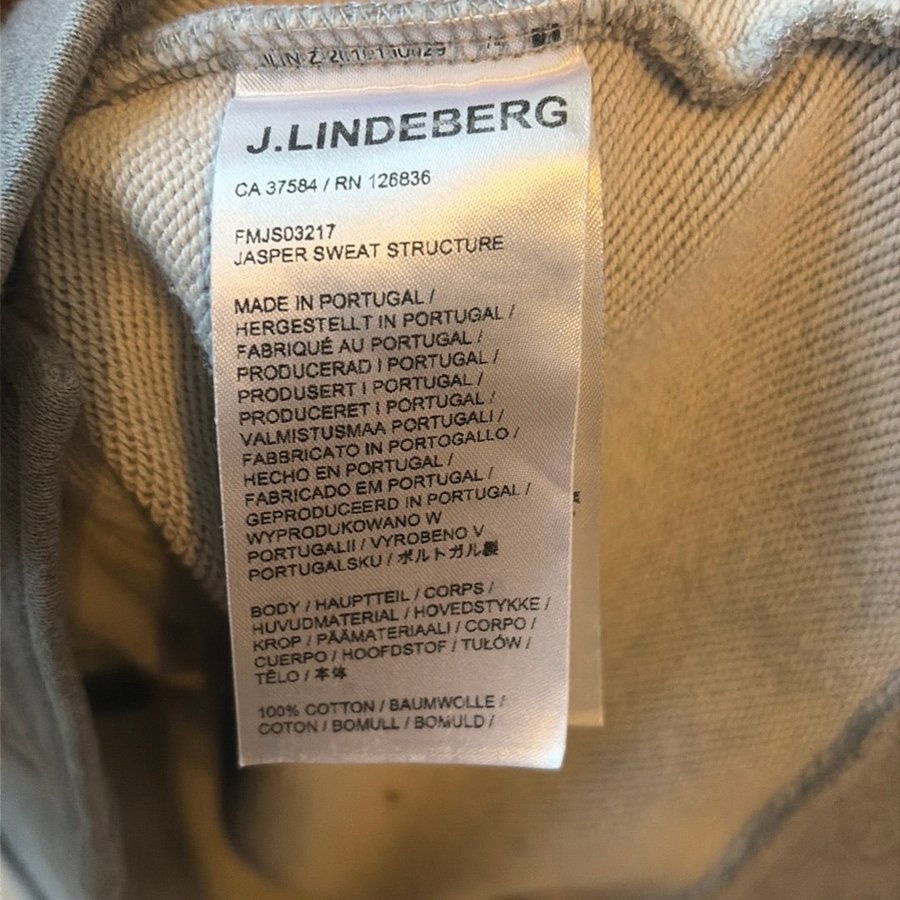 J.LINDEBERG
CA 37584 / RN 126836
FMJS03217
JASPER SWEAT STRUCTURE
MADE IN PORTUGAL /
HERGESTELLT IN PORTUGAL /
FABRIQUÉ AU PORTUGAL /
PRODUCERAD I PORTUGAL /
PRODUSERT I PORTUGAL /
PRODUCERET I PORTUGAL /
VALMISTUSMAA PORTUGALI /
FABBRICATO IN PORTOGALLO /
HECHO EN PORTUGAL /
FABRICADO EM PORTUGAL /
GEPRODUCEERD IN PORTUGAL /
WYPRODUKOWANO W
PORTUGALII / VYROBENO V
PORTUGALSKU / ポルトガル製
BODY / HAUPTTEIL / CORPS /
HUVUDMATERIAL / HOVEDSTYKKE /
KROP / PÄÄMATERIAALI / CORPO /
CUERPO / HOOFDSTOF / TUŁÓW /
TĚLO / 本体
100% COTTON / BAUMWOLLE /
COTON / BOMULL / BOMULD /